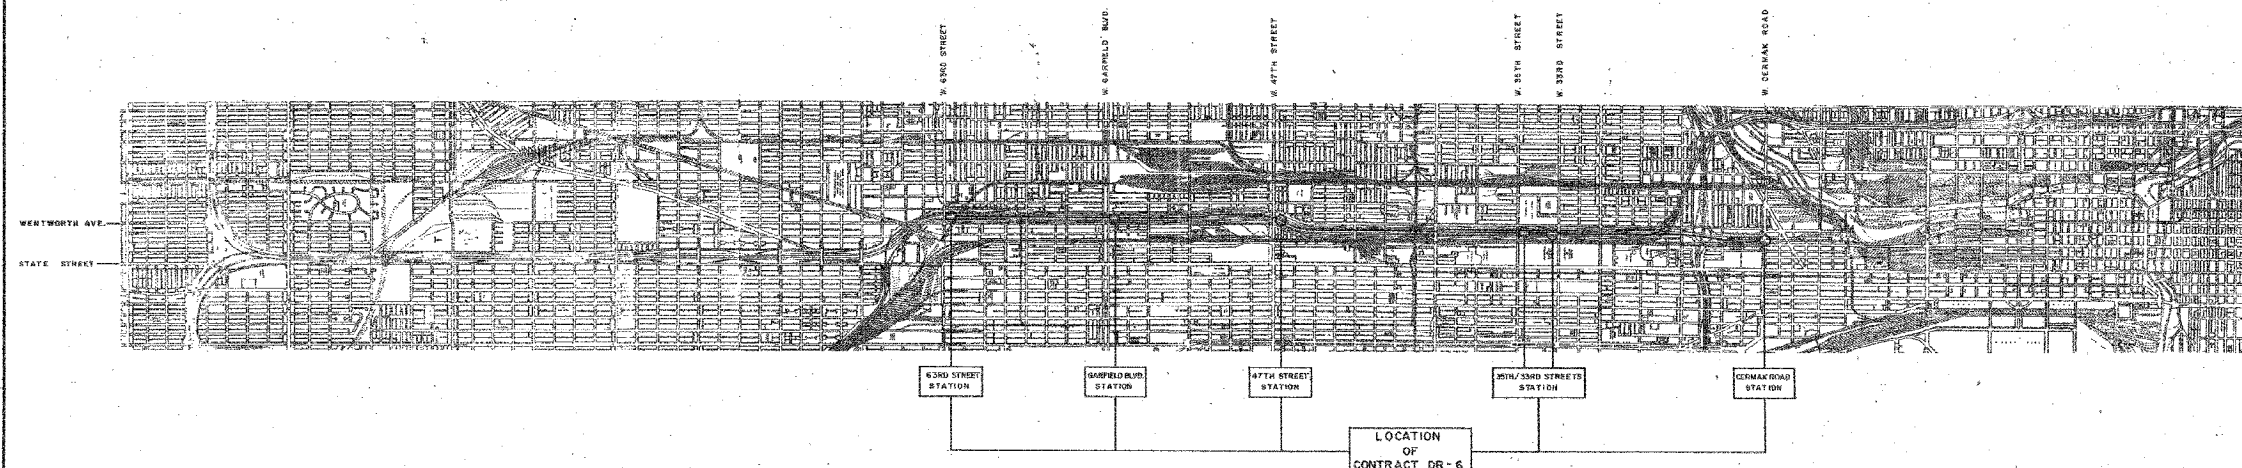 W. 63RD STREET
W. GARFIELD BLVD.
W. 47TH STREET
W. 35TH STREET
W. 33RD STREET
W. CERMAK ROAD
WENTWORTH AVE.
STATE STREET
63RD STREET
STATION
GARFIELD BLVD.
STATION
47TH STREET
STATION
35TH/33RD STREETS
STATION
CERMAK ROAD
STATION
LOCATION
OF
CONTRACT DR-6